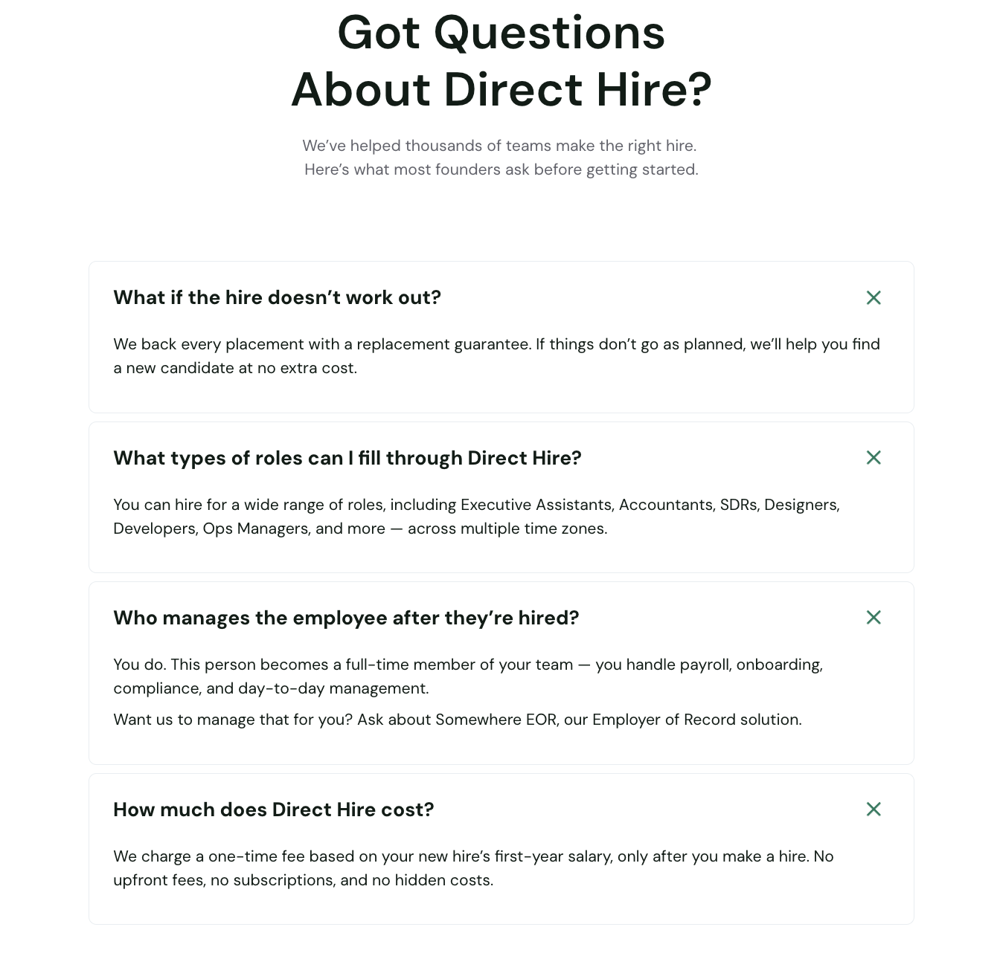 Got Questions
About Direct Hire?
We’ve helped thousands of teams make the right hire.
Here’s what most founders ask before getting started.
What if the hire doesn’t work out?
We back every placement with a replacement guarantee. If things don’t go as planned, we’ll help you find
a new candidate at no extra cost.
What types of roles can I fill through Direct Hire?
You can hire for a wide range of roles, including Executive Assistants, Accountants, SDRs, Designers,
Developers, Ops Managers, and more — across multiple time zones.
Who manages the employee after they’re hired?
You do. This person becomes a full-time member of your team — you handle payroll, onboarding,
compliance, and day-to-day management.
Want us to manage that for you? Ask about Somewhere EOR, our Employer of Record solution.
How much does Direct Hire cost?
We charge a one-time fee based on your new hire’s first-year salary, only after you make a hire. No
upfront fees, no subscriptions, and no hidden costs.